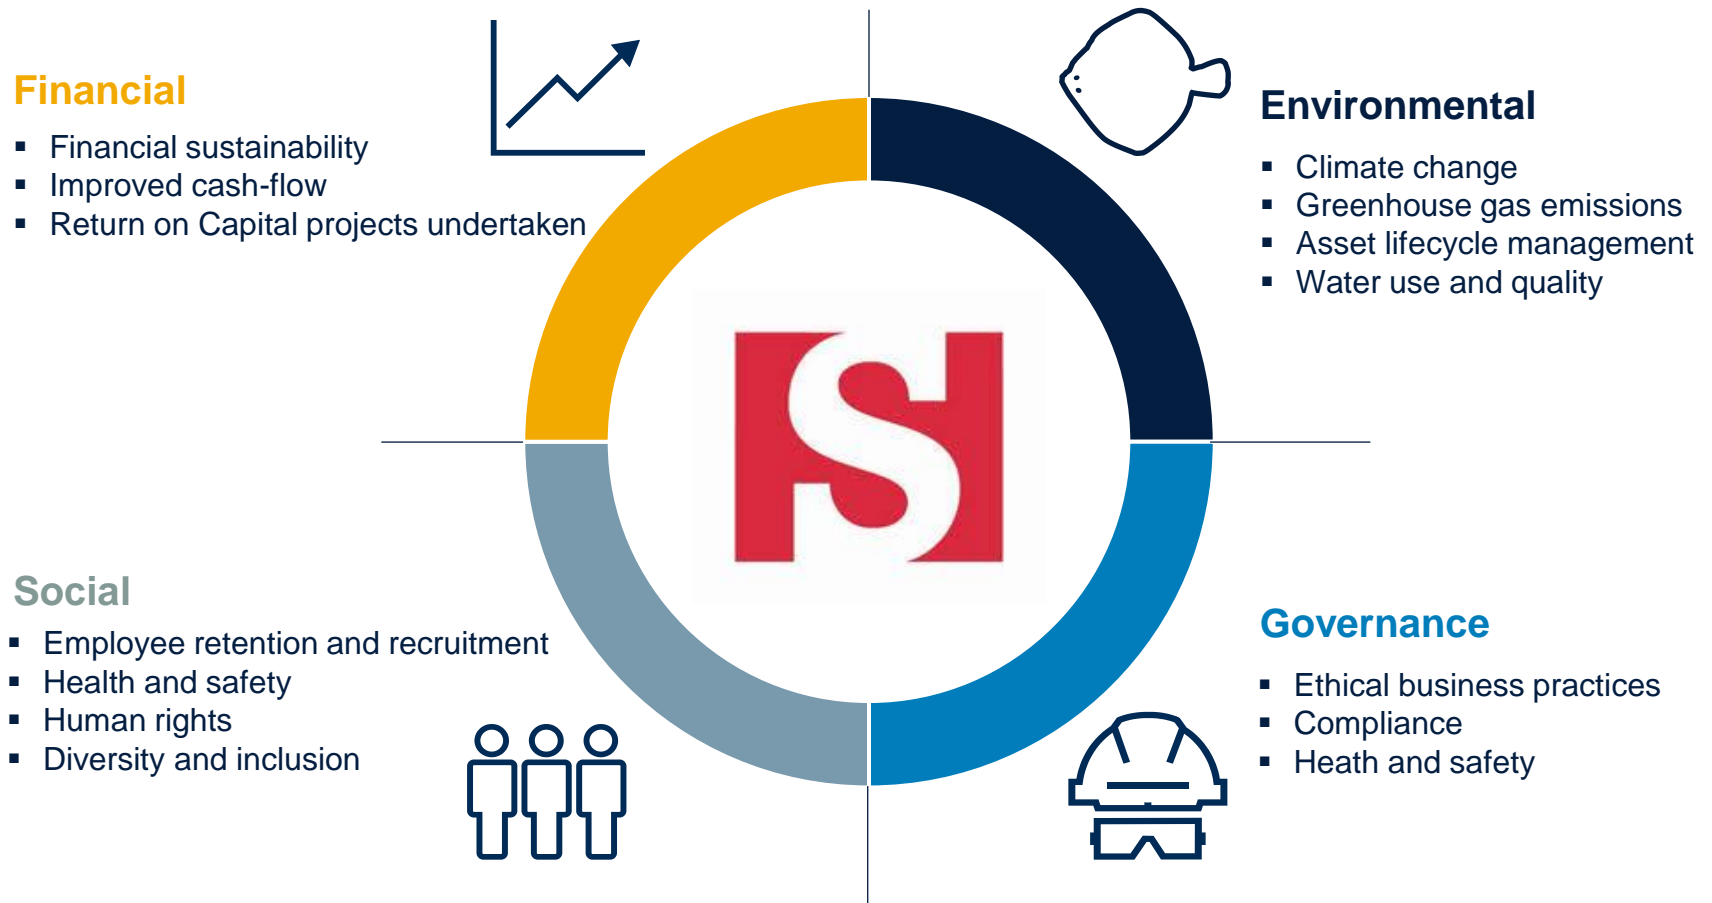 Financial
▪ Financial sustainability
▪ Improved cash-flow
▪ Return on Capital projects undertaken
Environmental
▪ Climate change
▪ Greenhouse gas emissions
▪ Asset lifecycle management
▪ Water use and quality
S
Social
▪ Employee retention and recruitment
▪ Health and safety
▪ Human rights
▪ Diversity and inclusion
Governance
▪ Ethical business practices
▪ Compliance
▪ Heath and safety